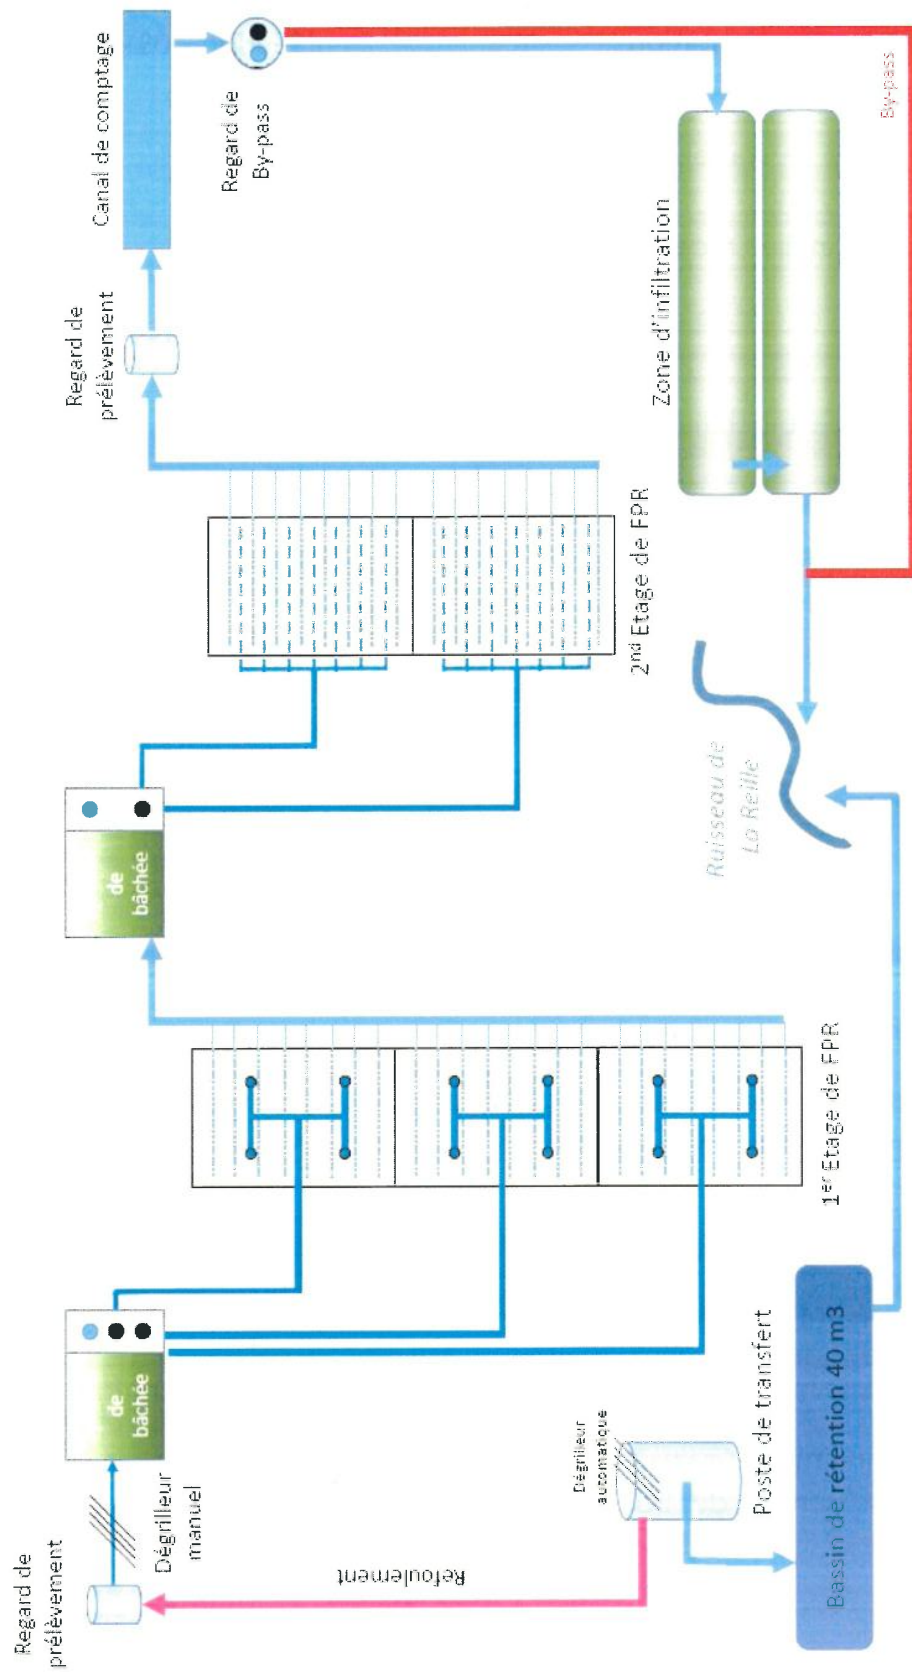 Regard de
prélèvement
Dégrilleur
manuel
de
bâchée
Refoulement
Dégrilleur
automatique
Poste de transfert
Bassin de rétention 40 m3
1er Etage de FPR
de
bâchée
2nd Etage de FPR
Regard de
prélèvement
Canal de comptage
Regard de
By-pass
Zone d'infiltration
By-pass
Ruisseau de
La Reille